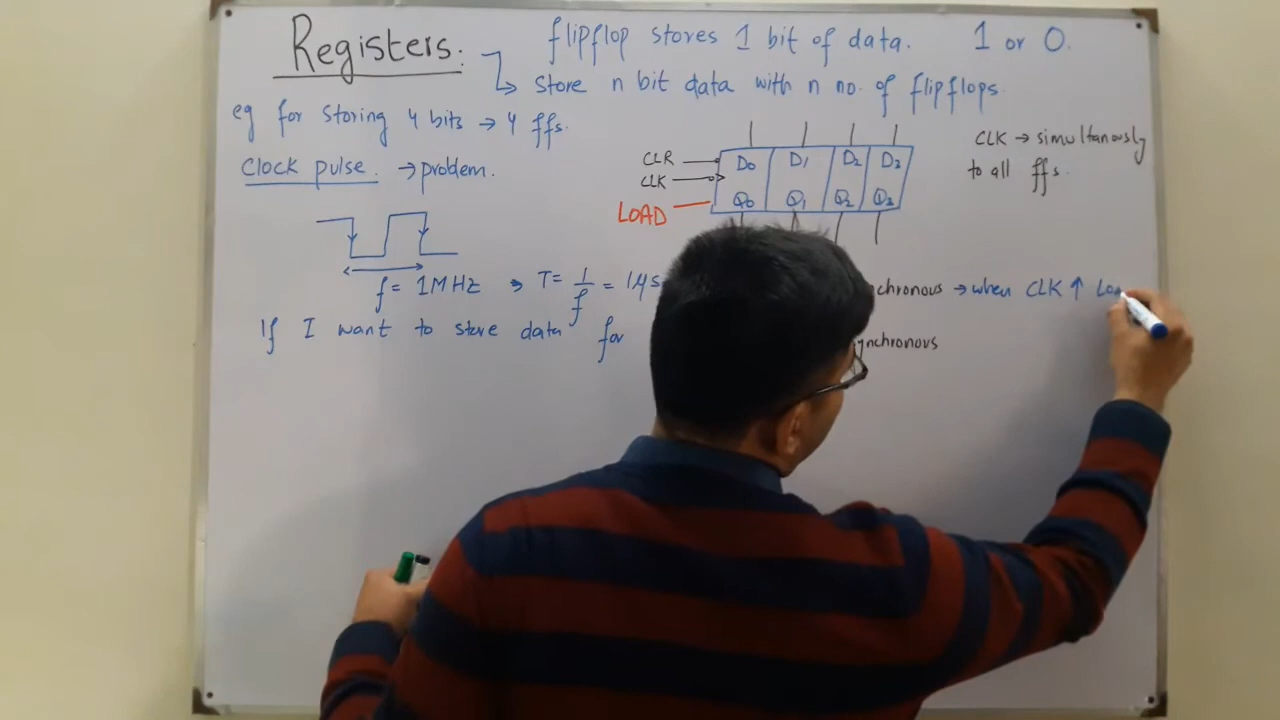 Registers.
flipflop stores 1 bit of data. 1 or 0.
store n bit data with n no. of flipflops.
eg for storing 4 bits → 4 ffs.
Clock pulse. → problem.
CLR
CLK
LOAD
D0 D1 D2 D3
Q0 Q1 Q2 Q3
CLK → simultanously
to all ffs.
f = 1MHz → T = 1/f = 1μs
If I want to store data for
chronous → when CLK ↑ Loa
ynchronous